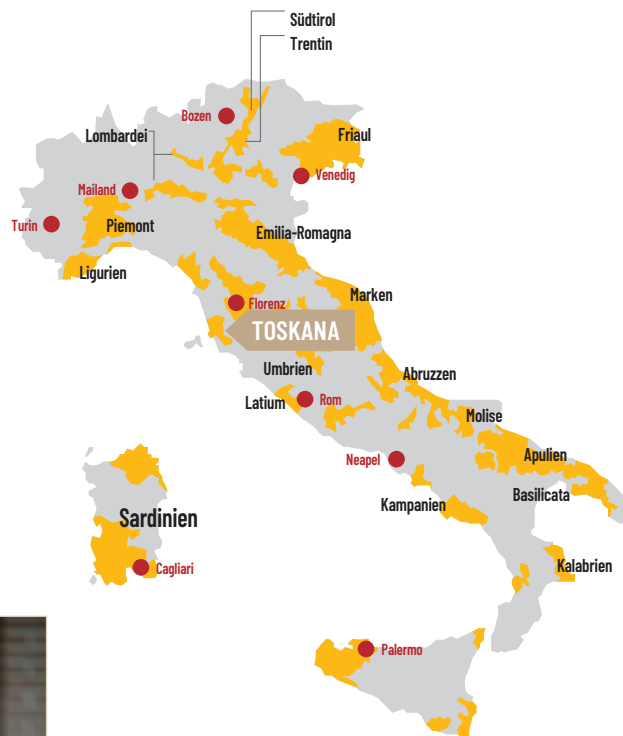 Südtirol
Trentin
Bozen
Lombardei
Friaul
Venedig
Mailand
Turin
Piemont
Emilia-Romagna
Ligurien
Marken
Florenz
TOSKANA
Umbrien
Abruzzen
Latium
Rom
Molise
Neapel
Apulien
Kampanien
Basilicata
Sardinien
Kalabrien
Cagliari
Palermo